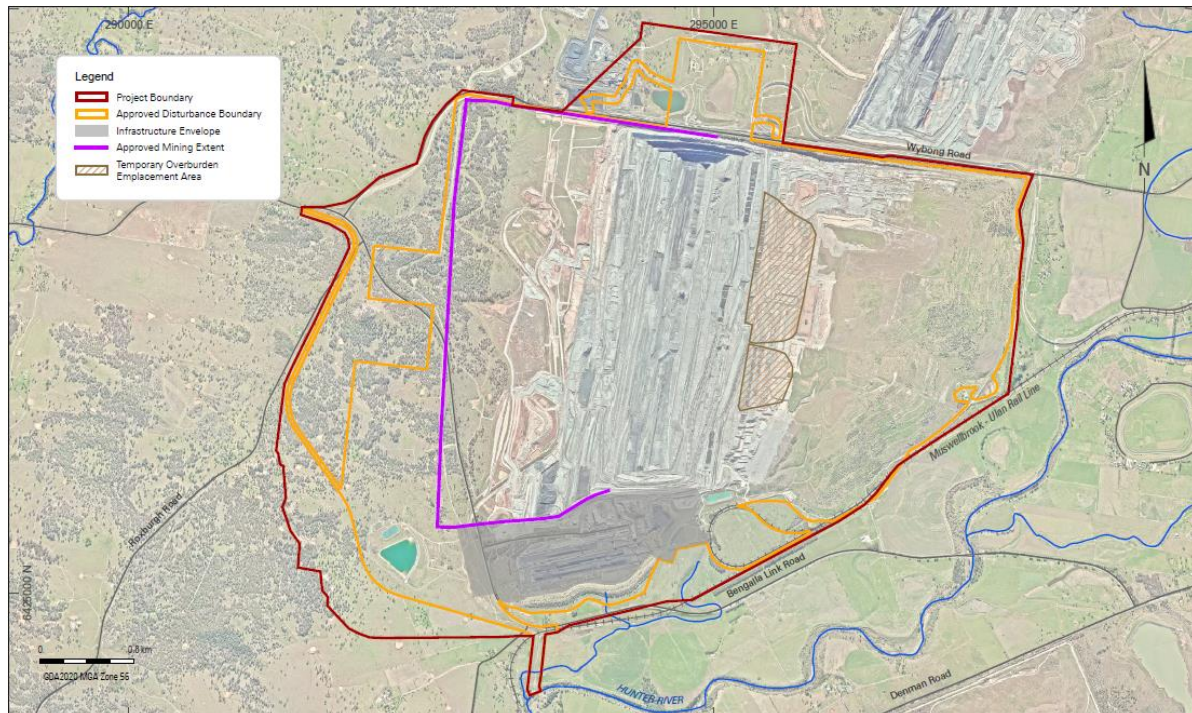 290000 E
295000 E
Legend
Project Boundary
Approved Disturbance Boundary
Infrastructure Envelope
Approved Mining Extent
Temporary Overburden
Emplacement Area
Wybong Road
N
Muswellbrook - Ulan Rail Line
Roxburgh Road
Bengalla Link Road
6425000 N
0
0.8 km
GDA2020 MGA Zone 56
HUNTER RIVER
Denman Road